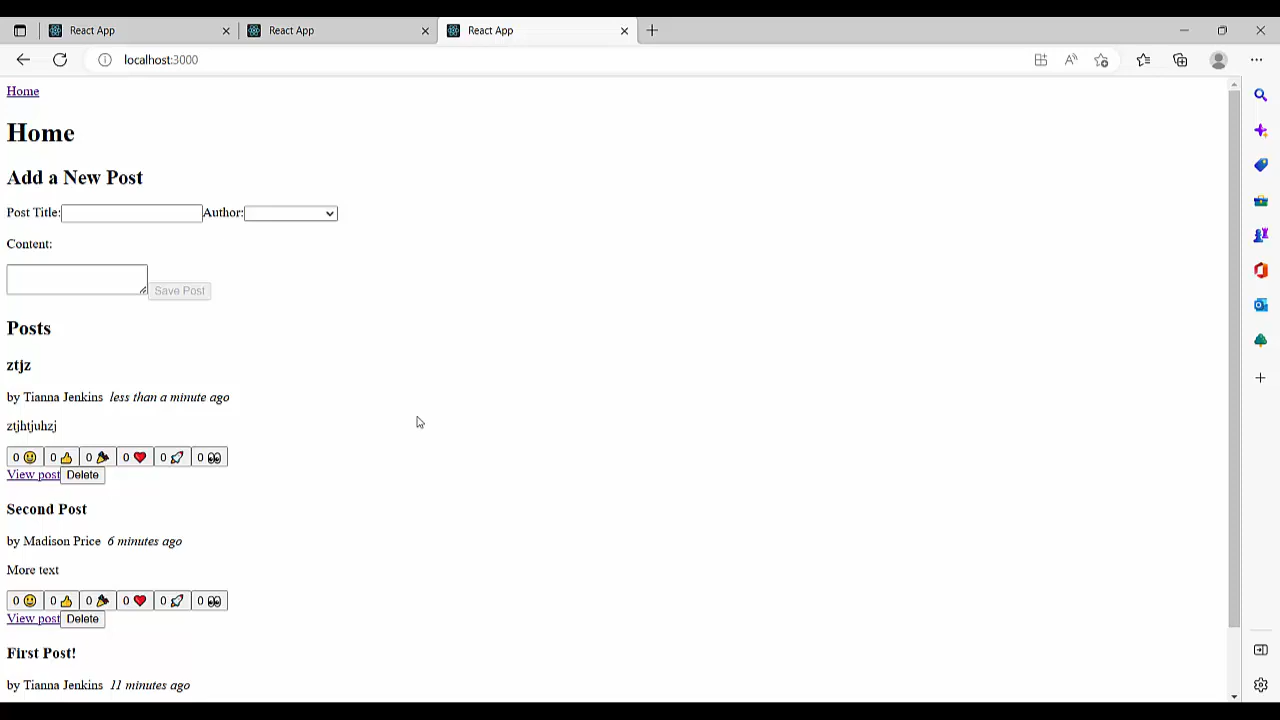 React App
React App
React App
localhost:3000
Home
Home
Add a New Post
Post Title: Author:
Content:
Save Post
Posts
ztjz
by Tianna Jenkins less than a minute ago
ztjhtjuhzj
0 😀 0 👍 0 🎉 0 ❤️ 0 🚀 0 👀
View post Delete
Second Post
by Madison Price 6 minutes ago
More text
0 😀 0 👍 0 🎉 0 ❤️ 0 🚀 0 👀
View post Delete
First Post!
by Tianna Jenkins 11 minutes ago